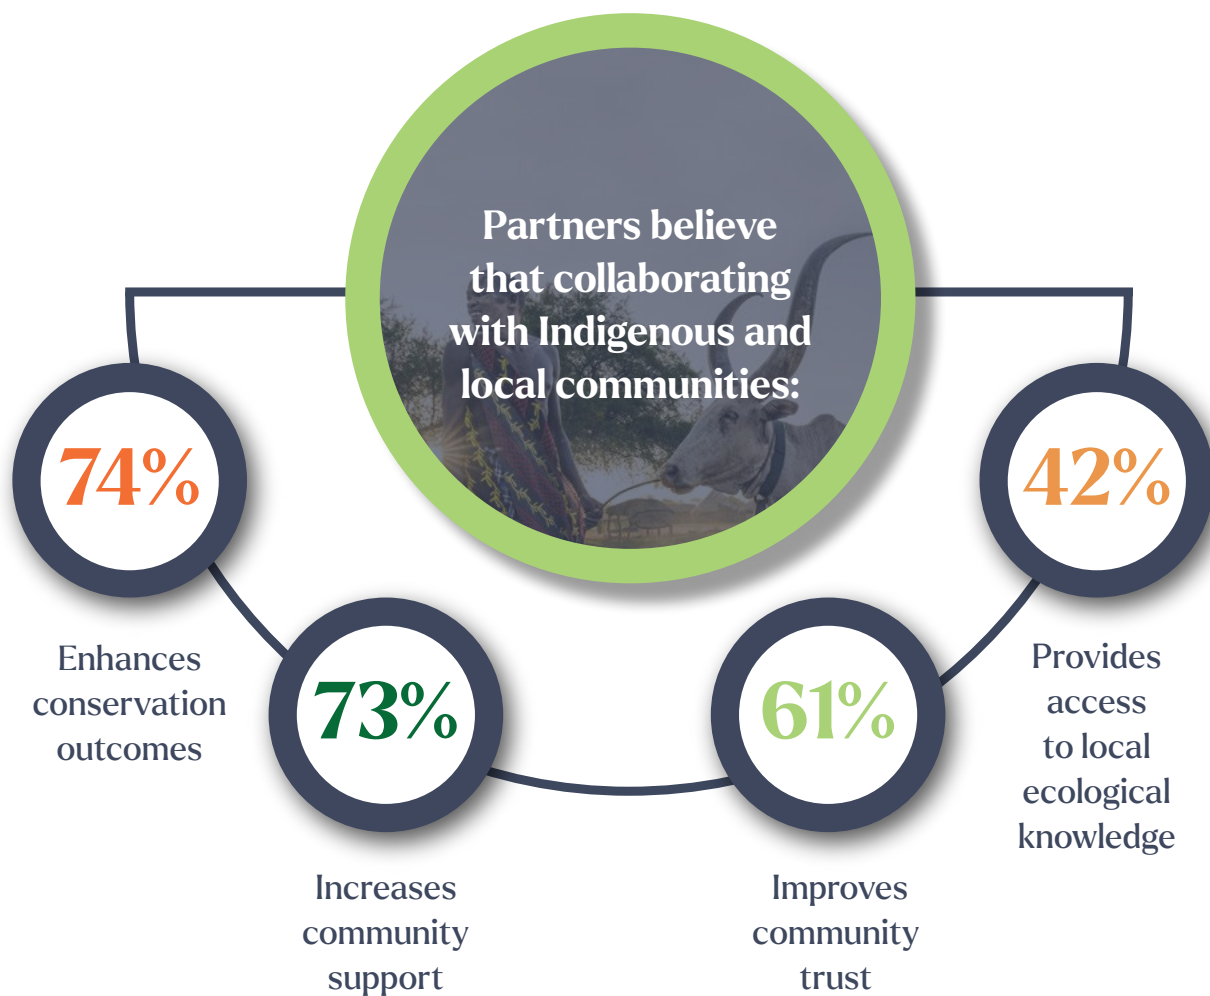 Partners believe
that collaborating
with Indigenous and
local communities:
74%
Enhances
conservation
outcomes
73%
Increases
community
support
61%
Improves
community
trust
42%
Provides
access
to local
ecological
knowledge